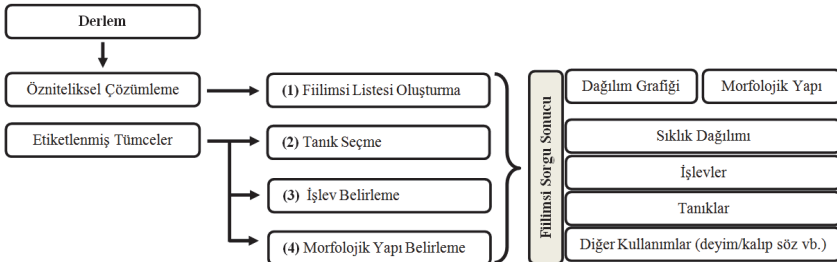 Derlem
Özniteliksel Çözümleme
Etiketlenmiş Tümceler
(1) Fiilimsi Listesi Oluşturma
(2) Tanık Seçme
(3) İşlev Belirleme
(4) Morfolojik Yapı Belirleme
Fiilimsi Sorgu Sonucu
Dağılım Grafiği
Morfolojik Yapı
Sıklık Dağılımı
İşlevler
Tanıklar
Diğer Kullanımlar (deyim/kalıp söz vb.)